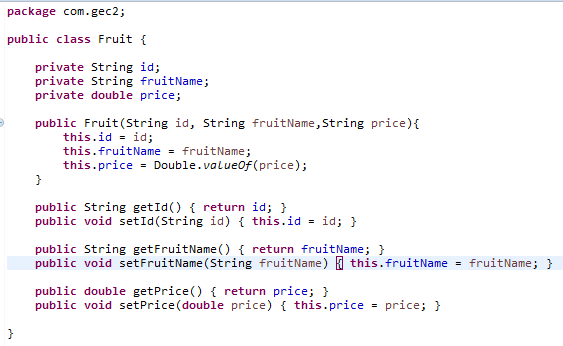 package com.gec2;
public class Fruit {
private String id;
private String fruitName;
private double price;
public Fruit(String id, String fruitName,String price){
this.id = id;
this.fruitName = fruitName;
this.price = Double.valueOf(price);
}
public String getId() { return id; }
public void setId(String id) { this.id = id; }
public String getFruitName() { return fruitName; }
public void setFruitName(String fruitName) { this.fruitName = fruitName; }
public double getPrice() { return price; }
public void setPrice(double price) { this.price = price; }
}